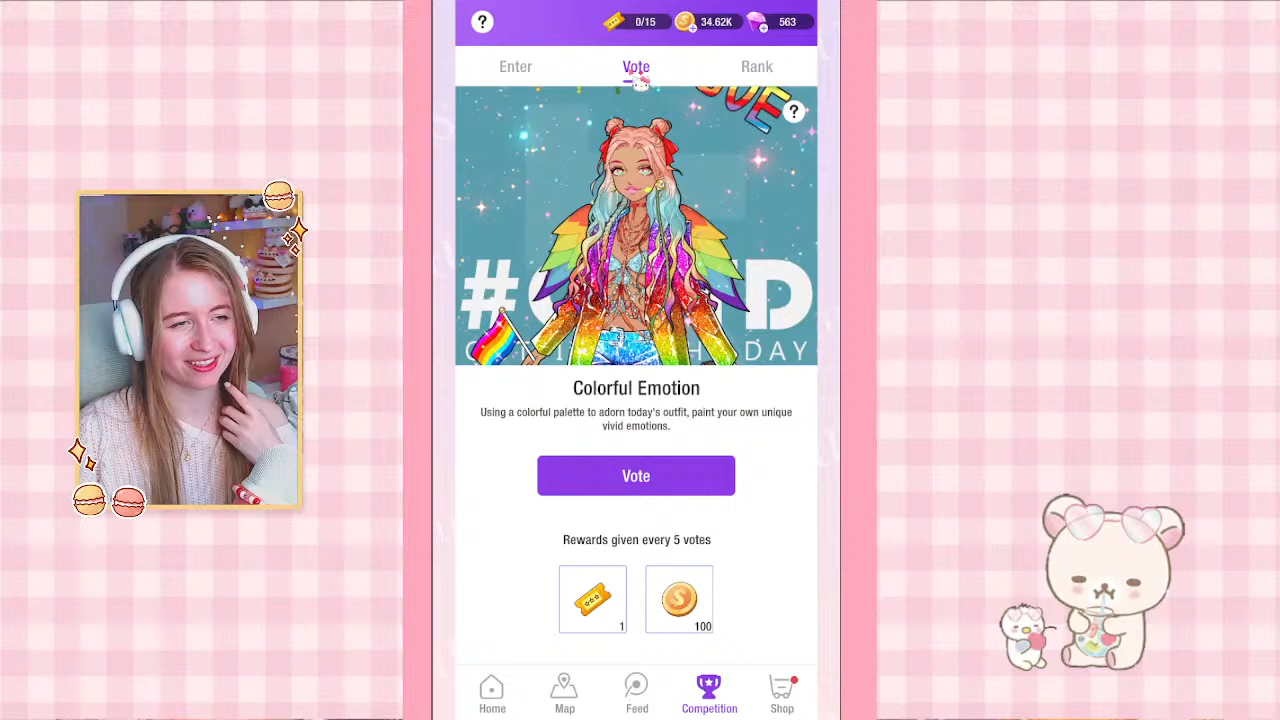 ?
0/15
34.62K
563
Enter
Vote
Rank
?
Colorful Emotion
Using a colorful palette to adorn today's outfit, paint your own unique
vivid emotions.
Vote
Rewards given every 5 votes
1
100
Home
Map
Feed
Competition
Shop